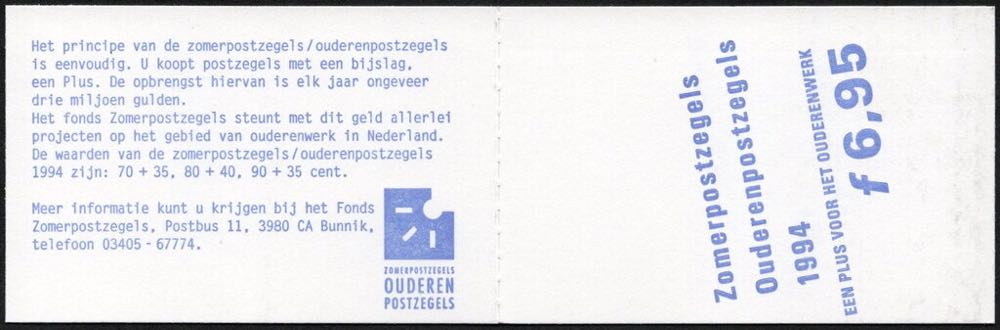 Het principe van de zomerpostzegels/ouderenpostzegels
is eenvoudig. U koopt postzegels met een bijslag,
een Plus. De opbrengst hiervan is elk jaar ongeveer
drie miljoen gulden.
Het fonds Zomerpostzegels steunt met dit geld allerlei
projecten op het gebied van ouderenwerk in Nederland.
De waarden van de zomerpostzegels/ouderenpostzegels
1994 zijn: 70 + 35, 80 + 40, 90 + 35 cent.
Meer informatie kunt u krijgen bij het Fonds
Zomerpostzegels, Postbus 11, 3980 CA Bunnik,
telefoon 03405 - 67774.
ZOMERPOSTZEGELS
OUDEREN
POSTZEGELS
Zomerpostzegels
Ouderenpostzegels
1994
EEN PLUS VOOR HET OUDERENWERK
f 6,95